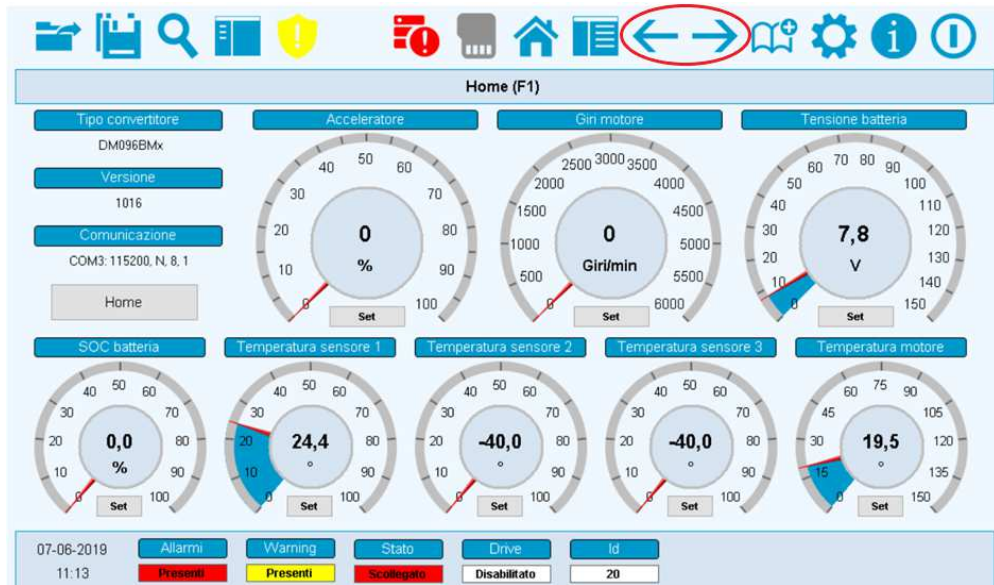 Home (F1)
Tipo convertitore
DM096BMx
Versione
1016
Comunicazione
COM3: 115200, N, 8, 1
Home
Acceleratore
0 10 20 30 40 50 60 70 80 90 100
0
%
Set
Giri motore
0 500 1000 1500 2000 2500 3000 3500 4000 4500 5000 5500 6000
0
Giri/min
Set
Tensione batteria
0 10 20 30 40 50 60 70 80 90 100 110 120 130 140 150
7,8
V
Set
SOC batteria
0 10 20 30 40 50 60 70 80 90 100
0,0
%
Set
Temperatura sensore 1
0 10 20 30 40 50 60 70 80 90 100
24,4
°
Set
Temperatura sensore 2
0 10 20 30 40 50 60 70 80 90 100
-40,0
°
Set
Temperatura sensore 3
0 10 20 30 40 50 60 70 80 90 100
-40,0
°
Set
Temperatura motore
0 15 30 45 60 75 90 105 120 135 150
19,5
°
Set
07-06-2019
11:13
Allarmi
Presenti
Warning
Presenti
Stato
Scollegato
Drive
Disabilitato
Id
20